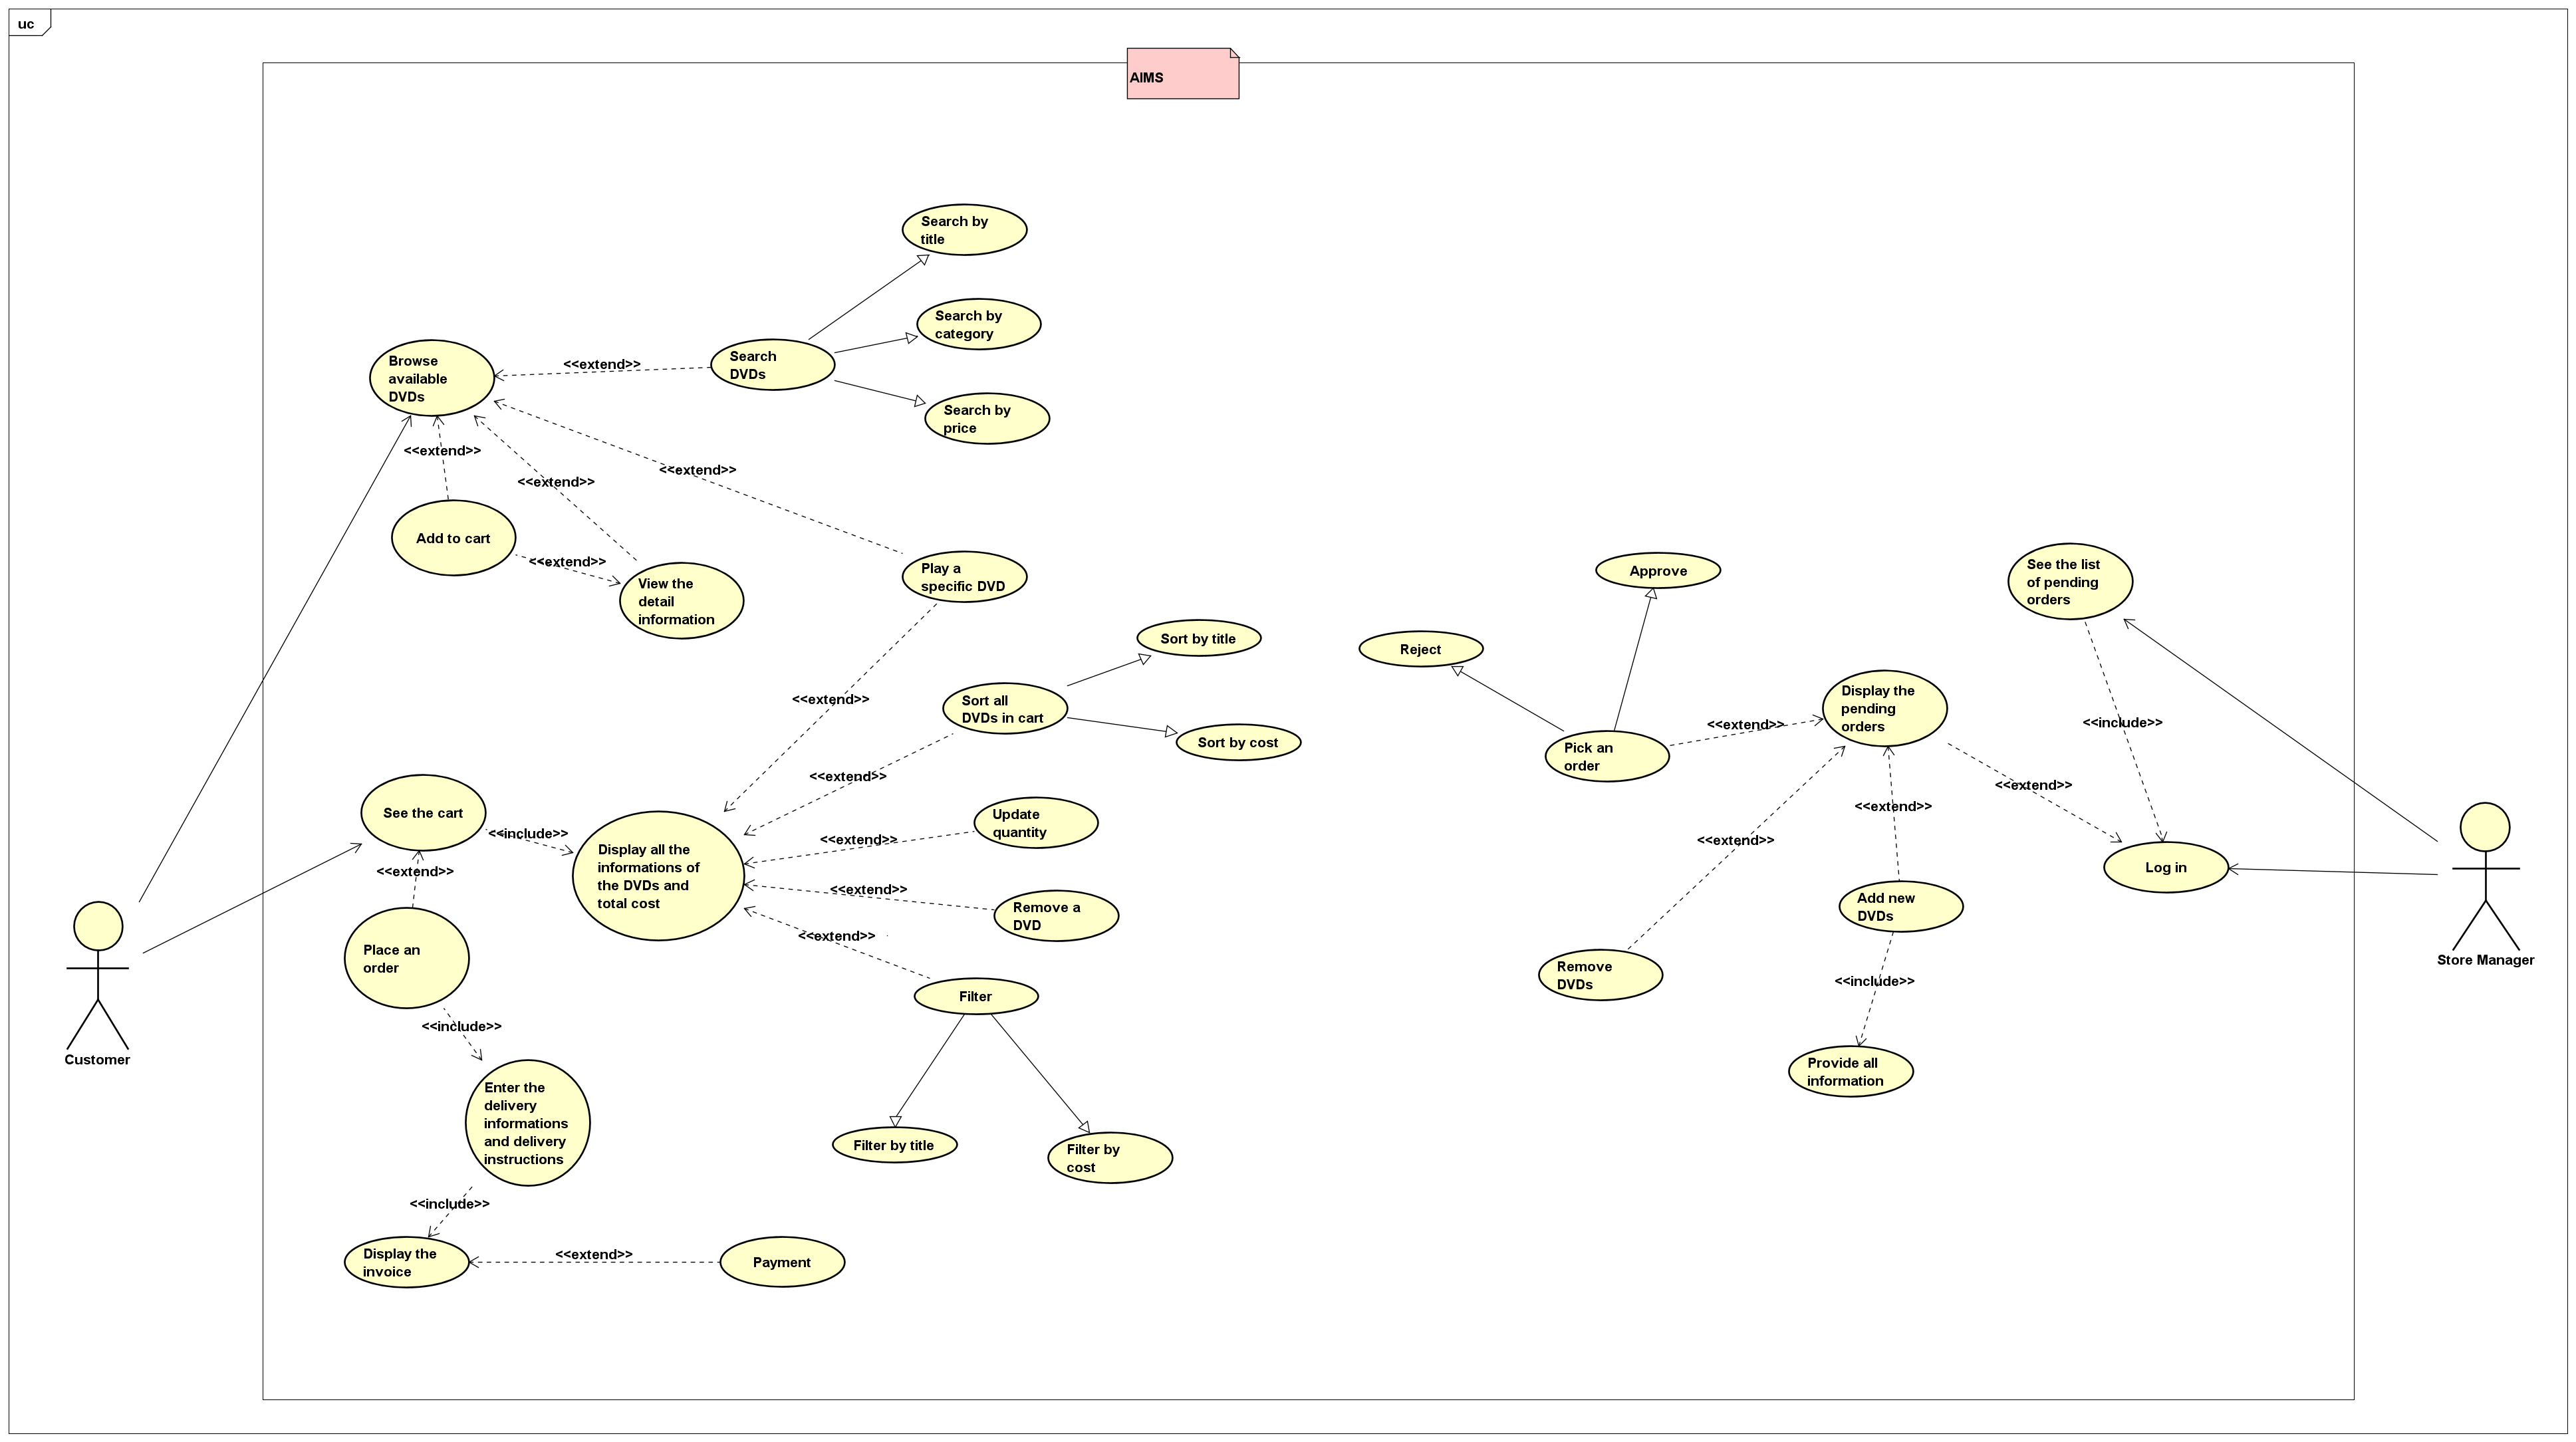 uc
AIMS
Search by
title
Search by
category
Browse
available
DVDs
<<extend>>
Search
DVDs
Search by
price
<<extend>>
<<extend>>
<<extend>>
Add to cart
<<extend>>
View the
detail
information
Play a
specific DVD
<<extend>>
Sort by title
Sort all
DVDs in cart
Sort by cost
<<extend>>
See the cart
<<include>>
<<extend>>
Display all the
informations of
the DVDs and
total cost
Update
quantity
<<extend>>
<<extend>>
Remove a
DVD
<<extend>>
Place an
order
Filter
<<include>>
Customer
Enter the
delivery
informations
and delivery
instructions
Filter by title
Filter by
cost
<<include>>
Display the
invoice
<<extend>>
Payment
Approve
Reject
See the list
of pending
orders
Display the
pending
orders
<<extend>>
Pick an
order
<<include>>
<<extend>>
<<extend>>
<<extend>>
Log in
Add new
DVDs
Remove
DVDs
<<include>>
Provide all
information
Store Manager